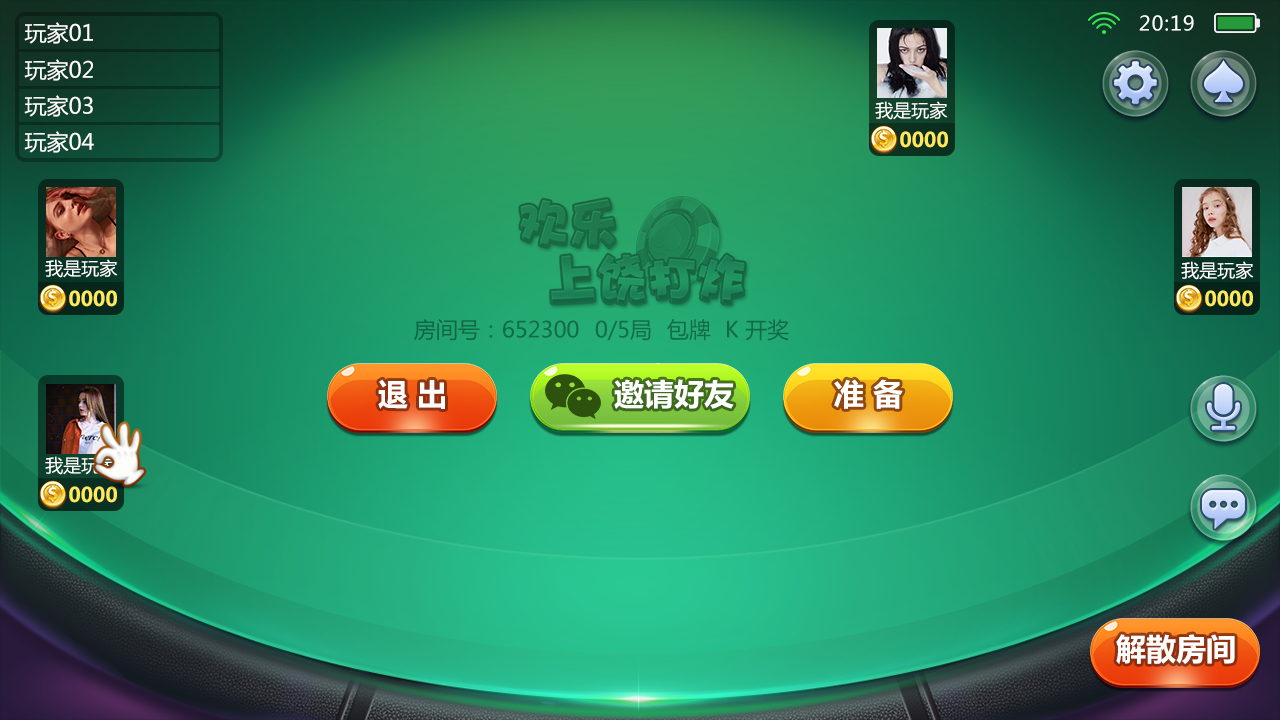 玩家01
玩家02
玩家03
玩家04
20:19
我是玩家
0000
我是玩家
0000
我是玩家
0000
欢乐
上饶打炸
房间号：652300 0/5局 包牌 K 开奖
退出
邀请好友
准备
我是玩
0000
解散房间